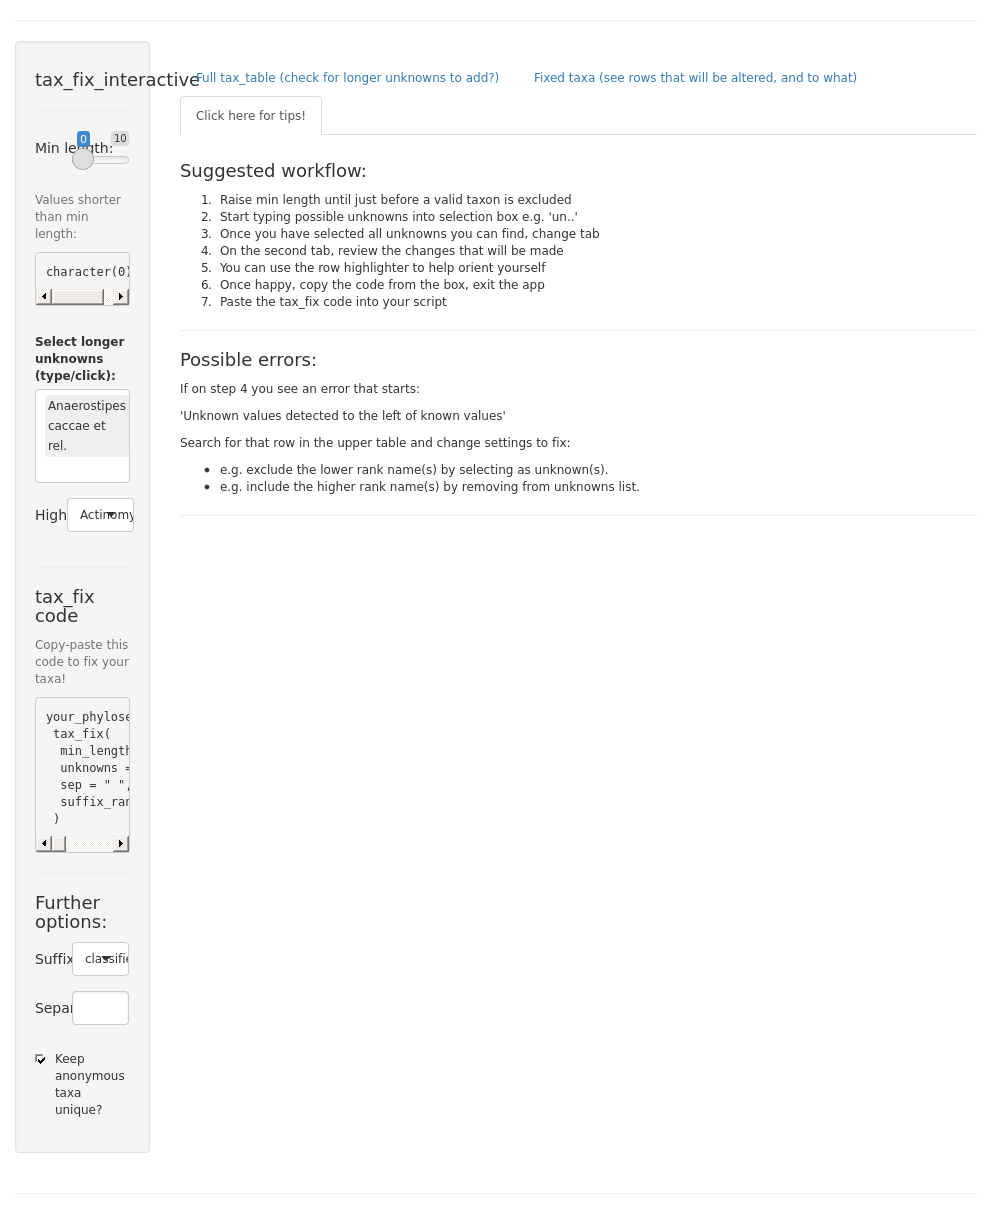 tax_fix_interactive
Full tax_table (check for longer unknowns to add?)
Fixed taxa (see rows that will be altered, and to what)
Click here for tips!
Min length:
0
10
Values shorter
than min
length:
character(0)
Select longer
unknowns
(type/click):
Anaerostipes
caccae et
rel.
High
Actinomy
tax_fix
code
Copy-paste this
code to fix your
taxa!
your_phylose
tax_fix(
min_length
unknowns =
sep = " ",
suffix_ran
)
Further
options:
Suffix
classifie
Separ
Keep
anonymous
taxa
unique?
Suggested workflow:
1. Raise min length until just before a valid taxon is excluded
2. Start typing possible unknowns into selection box e.g. 'un..'
3. Once you have selected all unknowns you can find, change tab
4. On the second tab, review the changes that will be made
5. You can use the row highlighter to help orient yourself
6. Once happy, copy the code from the box, exit the app
7. Paste the tax_fix code into your script
Possible errors:
If on step 4 you see an error that starts:
'Unknown values detected to the left of known values'
Search for that row in the upper table and change settings to fix:
• e.g. exclude the lower rank name(s) by selecting as unknown(s).
• e.g. include the higher rank name(s) by removing from unknowns list.